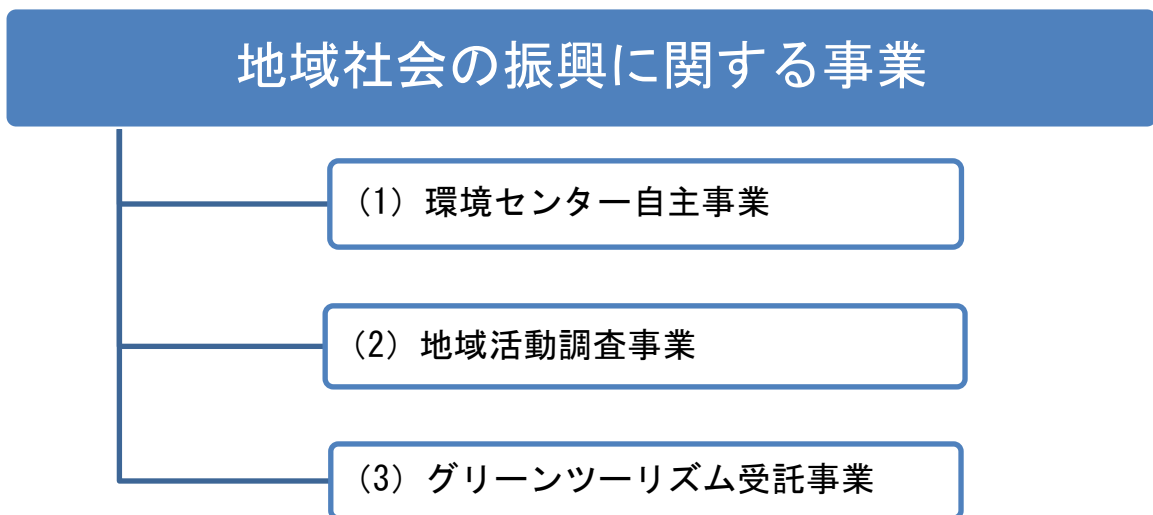 地域社会の振興に関する事業
(1) 環境センター自主事業
(2) 地域活動調査事業
(3) グリーンツーリズム受託事業